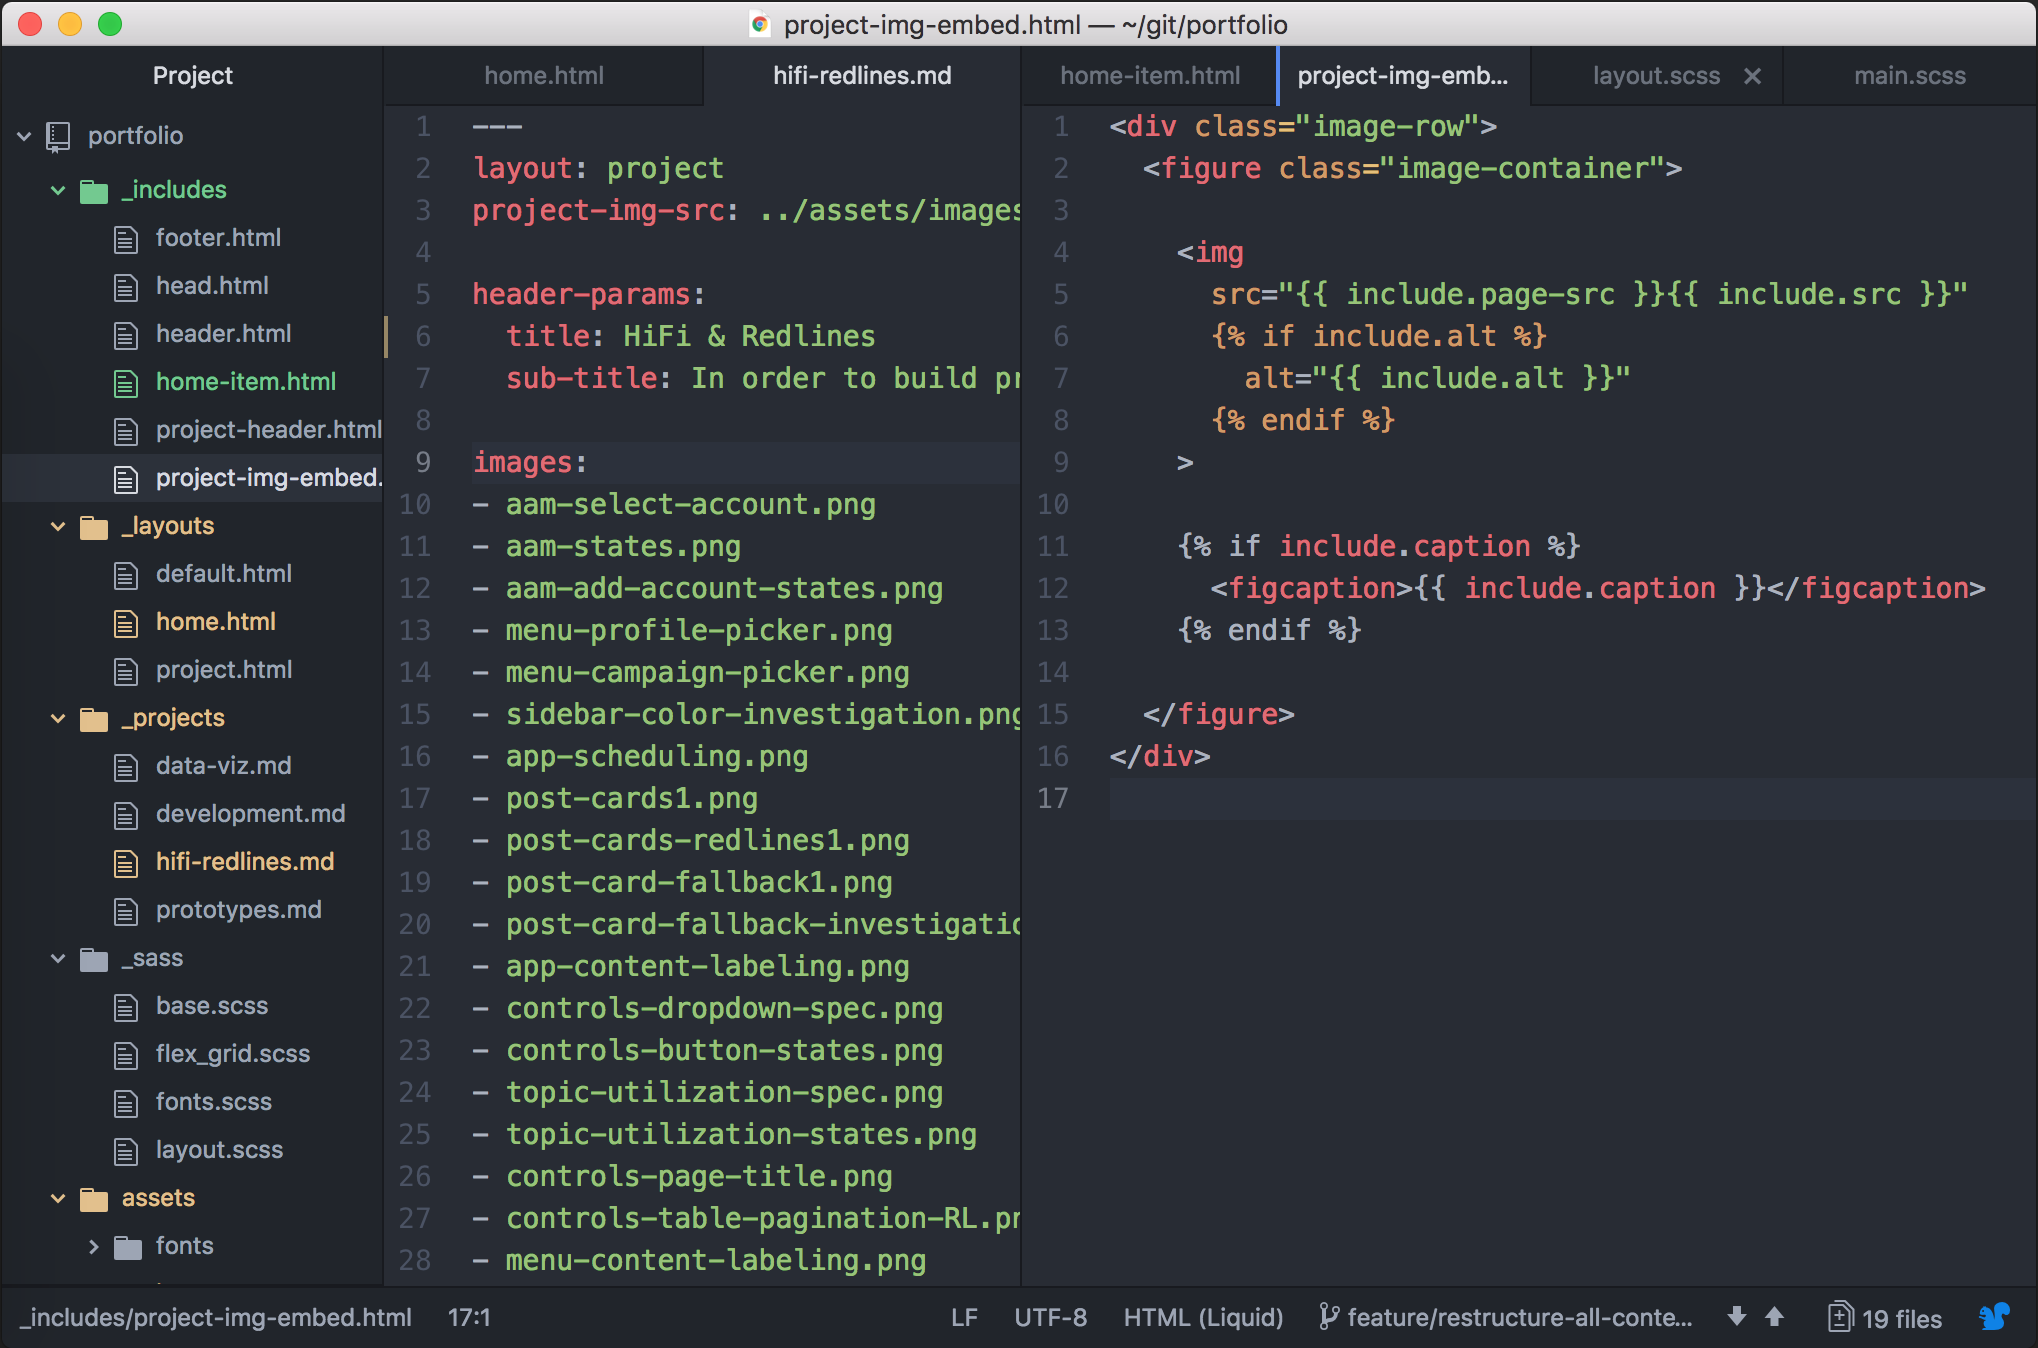 project-img-embed.html — ~/git/portfolio
Project
portfolio
_includes
footer.html
head.html
header.html
home-item.html
project-header.html
project-img-embed.
_layouts
default.html
home.html
project.html
_projects
data-viz.md
development.md
hifi-redlines.md
prototypes.md
_sass
base.scss
flex_grid.scss
fonts.scss
layout.scss
assets
fonts
home.html
hifi-redlines.md
1 ---
2 layout: project
3 project-img-src: ../assets/images
4
5 header-params:
6   title: HiFi & Redlines
7   sub-title: In order to build pr
8
9 images:
10 - aam-select-account.png
11 - aam-states.png
12 - aam-add-account-states.png
13 - menu-profile-picker.png
14 - menu-campaign-picker.png
15 - sidebar-color-investigation.png
16 - app-scheduling.png
17 - post-cards1.png
18 - post-cards-redlines1.png
19 - post-card-fallback1.png
20 - post-card-fallback-investigatio
21 - app-content-labeling.png
22 - controls-dropdown-spec.png
23 - controls-button-states.png
24 - topic-utilization-spec.png
25 - topic-utilization-states.png
26 - controls-page-title.png
27 - controls-table-pagination-RL.pn
28 - menu-content-labeling.png
home-item.html
project-img-emb...
layout.scss ×
main.scss
1 <div class="image-row">
2   <figure class="image-container">
3
4     <img
5       src="{{ include.page-src }}{{ include.src }}"
6       {% if include.alt %}
7         alt="{{ include.alt }}"
8       {% endif %}
9     >
10
11     {% if include.caption %}
12       <figcaption>{{ include.caption }}</figcaption>
13     {% endif %}
14
15   </figure>
16 </div>
17
_includes/project-img-embed.html 17:1 LF UTF-8 HTML (Liquid) feature/restructure-all-conte... 19 files